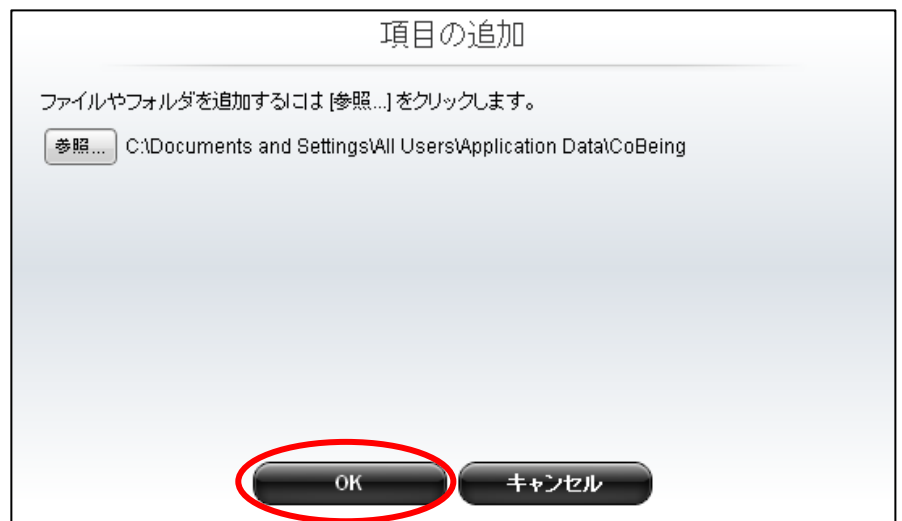 項目の追加
ファイルやフォルダを追加するには [参照...] をクリックします。
参照... C:\Documents and Settings\All Users\Application Data\CoBeing
OK キャンセル